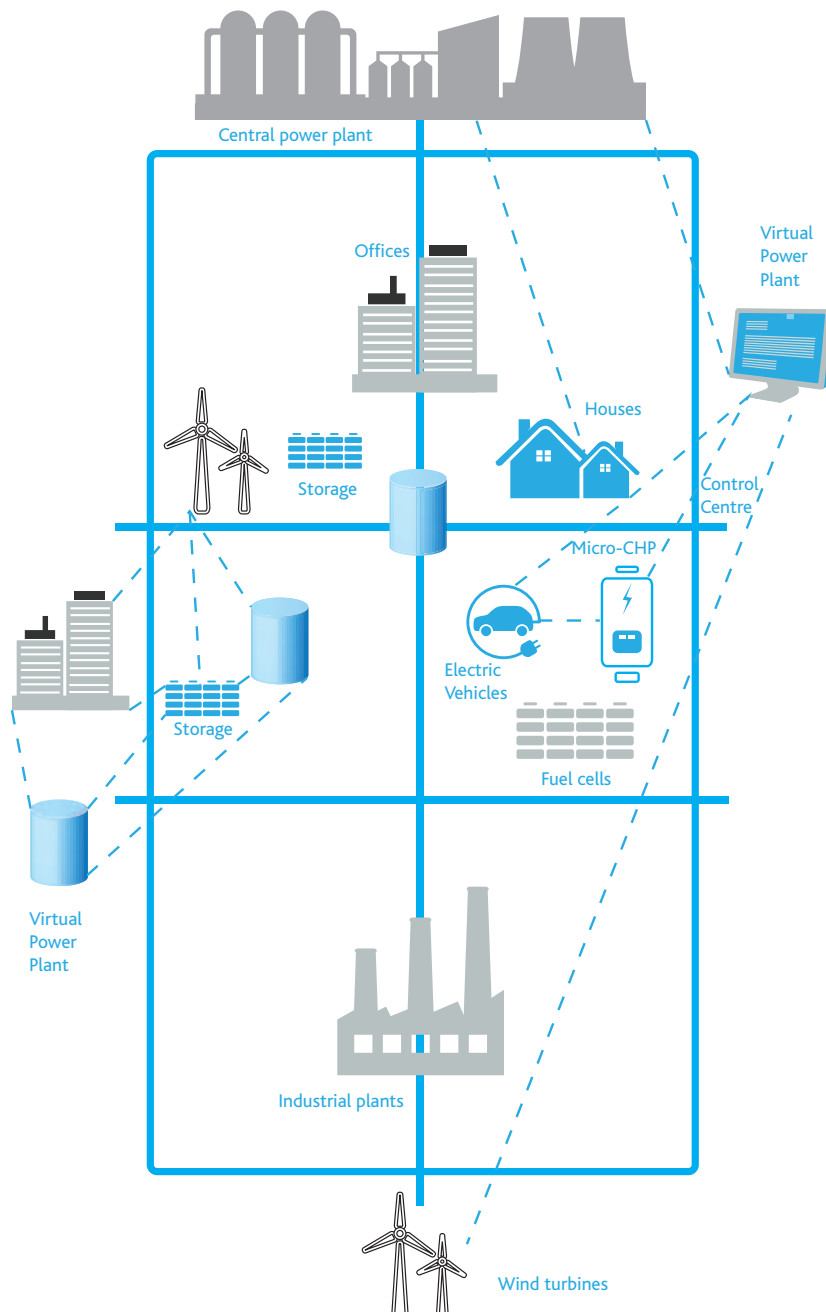 Central power plant
Offices
Virtual
Power
Plant
Houses
Storage
Control
Centre
Micro-CHP
Electric
Vehicles
Storage
Fuel cells
Virtual
Power
Plant
Industrial plants
Wind turbines